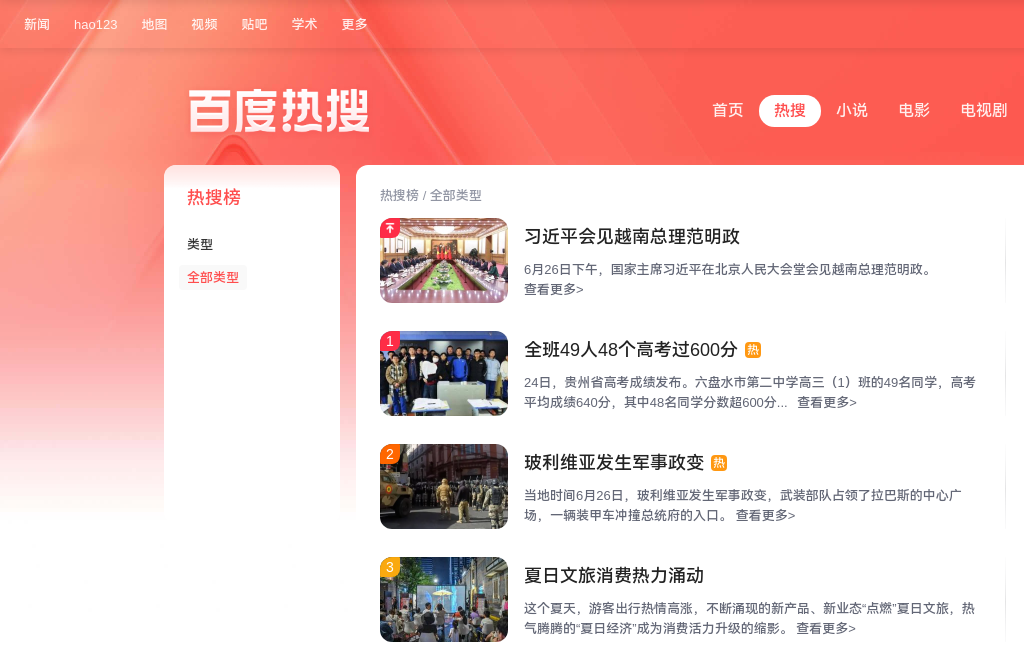 新闻 hao123 地图 视频 贴吧 学术 更多
百度热搜
首页 热搜 小说 电影 电视剧
热搜榜
类型
全部类型
热搜榜 / 全部类型
习近平会见越南总理范明政
6月26日下午，国家主席习近平在北京人民大会堂会见越南总理范明政。
查看更多>
1
全班49人48个高考过600分 热
24日，贵州省高考成绩发布。六盘水市第二中学高三（1）班的49名同学，高考
平均成绩640分，其中48名同学分数超600分... 查看更多>
2
玻利维亚发生军事政变 热
当地时间6月26日，玻利维亚发生军事政变，武装部队占领了拉巴斯的中心广
场，一辆装甲车冲撞总统府的入口。 查看更多>
3
夏日文旅消费热力涌动
这个夏天，游客出行热情高涨，不断涌现的新产品、新业态“点燃”夏日文旅，热
气腾腾的“夏日经济”成为消费活力升级的缩影。 查看更多>